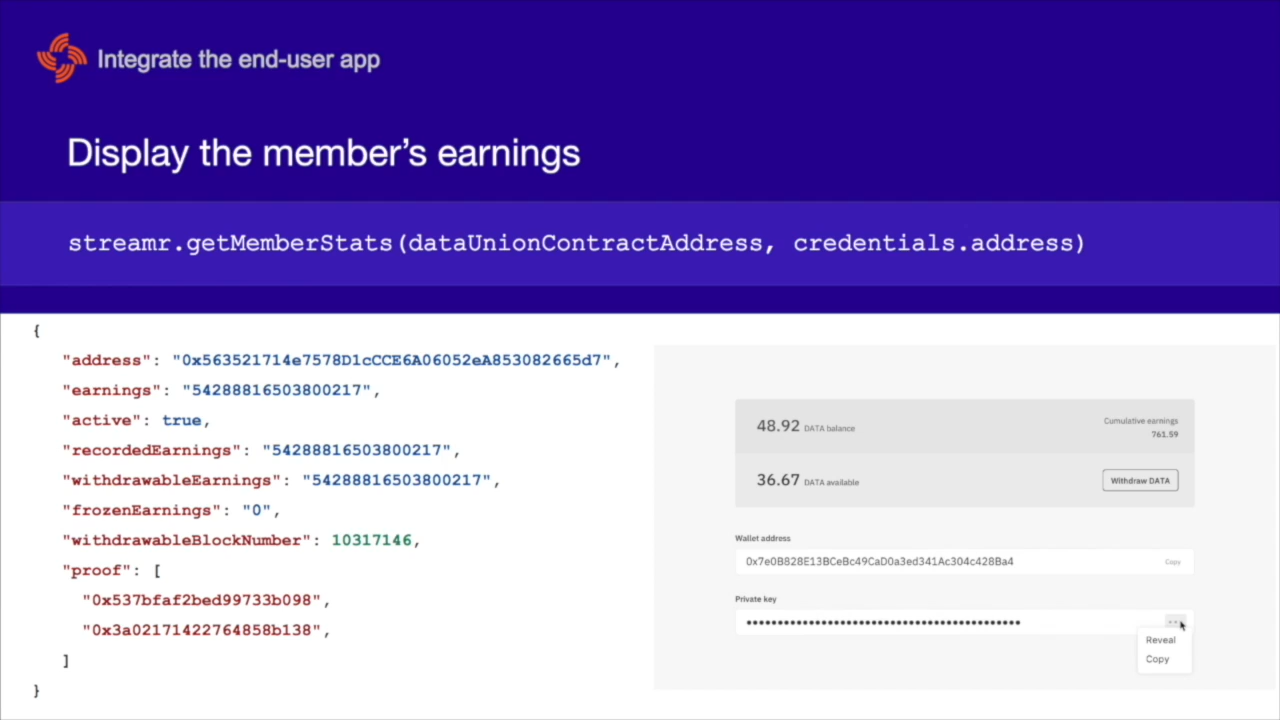 Integrate the end-user app
Display the member's earnings
streamr.getMemberStats(dataUnionContractAddress, credentials.address)
{
"address": "0x563521714e7578D1cCCE6A06052eA853082665d7",
"earnings": "54288816503800217",
"active": true,
"recordedEarnings": "54288816503800217",
"withdrawableEarnings": "54288816503800217",
"frozenEarnings": "0",
"withdrawableBlockNumber": 10317146,
"proof": [
"0x537bfaf2bed99733b098",
"0x3a02171422764858b138",
]
}
48.92 DATA balance
Cumulative earnings
761.59
36.67 DATA available
Withdraw DATA
Wallet address
0x7e0B828E13BCeBc49CaD0a3ed341Ac304c428Ba4
Copy
Private key
Reveal
Copy